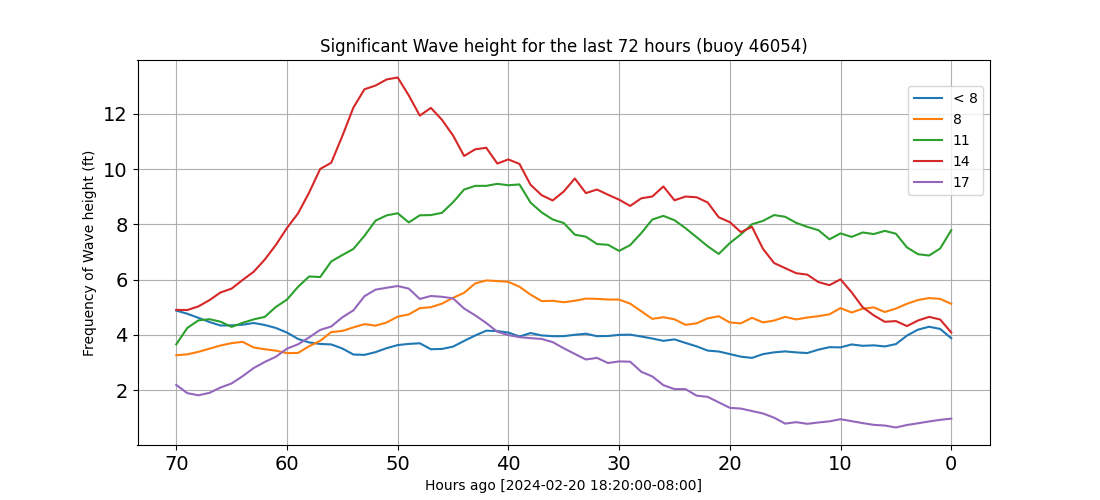 Significant Wave height for the last 72 hours (buoy 46054)
Frequency of Wave height (ft)
12
10
8
6
4
2
< 8
8
11
14
17
70 60 50 40 30 20 10 0
Hours ago [2024-02-20 18:20:00-08:00]